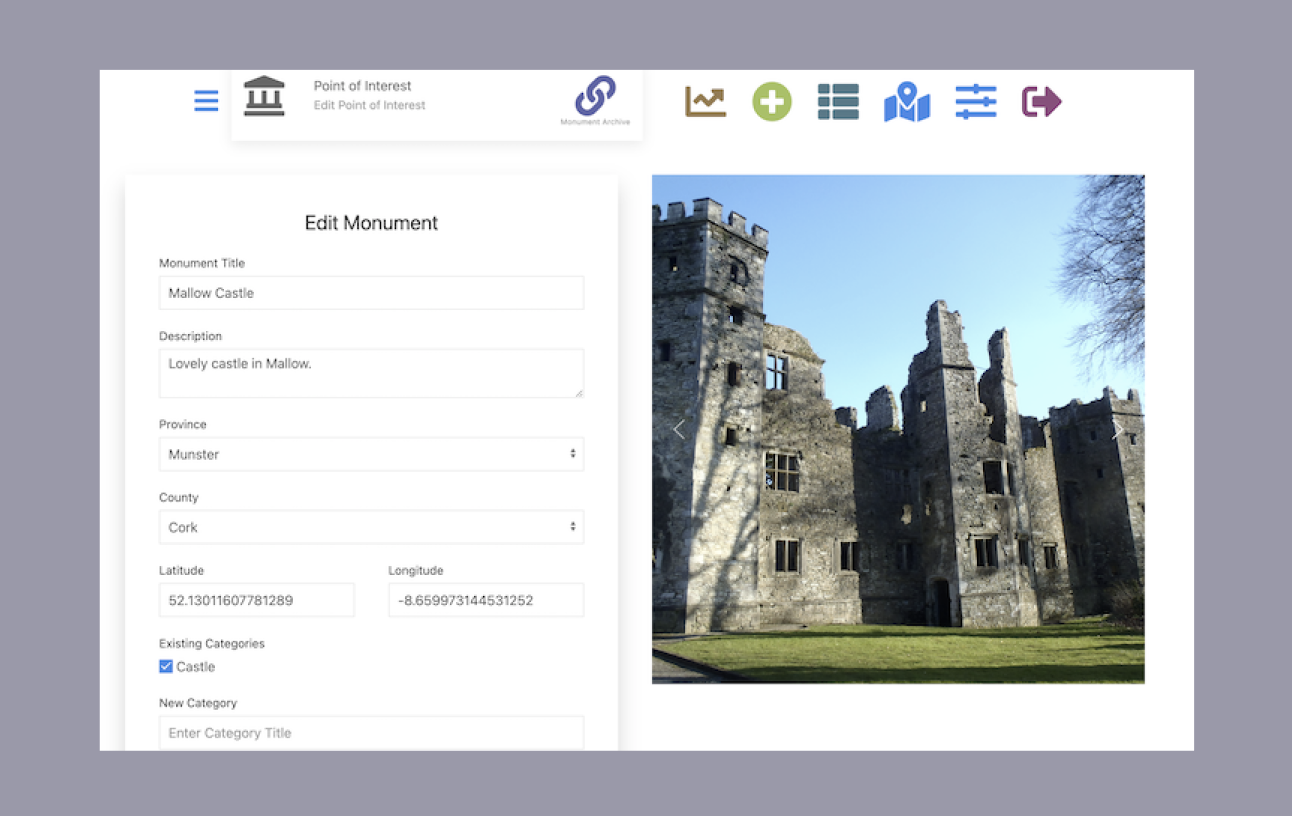 Point of Interest
Edit Point of Interest
Monument Archive
Edit Monument
Monument Title
Mallow Castle
Description
Lovely castle in Mallow.
Province
Munster
County
Cork
Latitude
Longitude
52.13011607781289
-8.659973144531252
Existing Categories
Castle
New Category
Enter Category Title